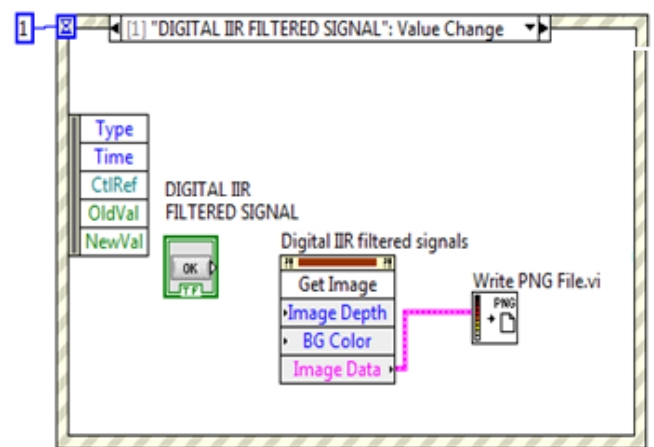 1
[1] "DIGITAL IIR FILTERED SIGNAL": Value Change
Type
Time
CtlRef
OldVal
NewVal
DIGITAL IIR
FILTERED SIGNAL
OK
TF
Digital IIR filtered signals
Get Image
Image Depth
BG Color
Image Data
Write PNG File.vi
PNG